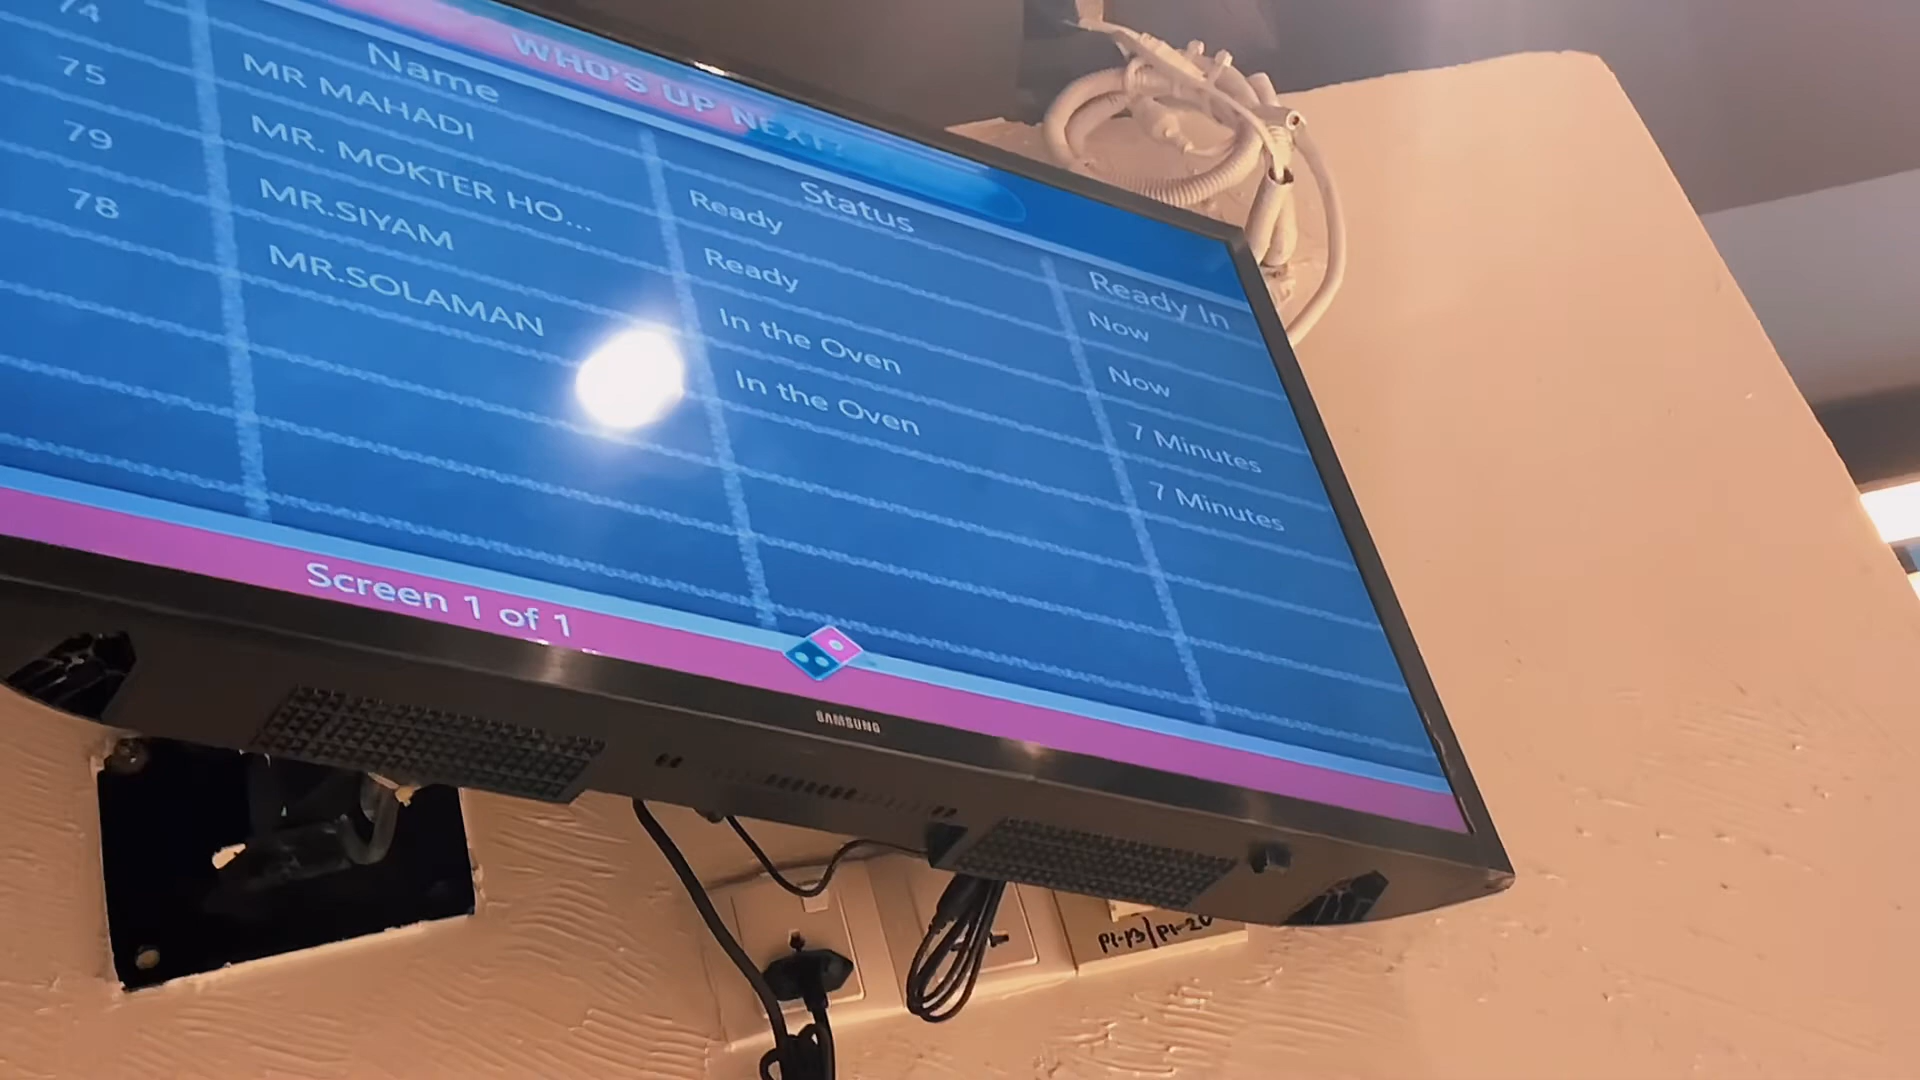 WHO'S UP NEXT?
Name Status Ready In
74 MR MAHADI Ready Now
75 MR. MOKTER HO... Ready Now
79 MR.SIYAM In the Oven 7 Minutes
78 MR.SOLAMAN In the Oven 7 Minutes
Screen 1 of 1
SAMSUNG